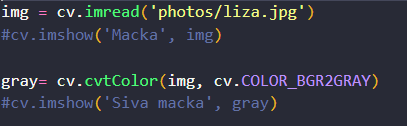 img = cv.imread('photos/liza.jpg')
#cv.imshow('Macka', img)
gray= cv.cvtColor(img, cv.COLOR_BGR2GRAY)
#cv.imshow('Siva macka', gray)